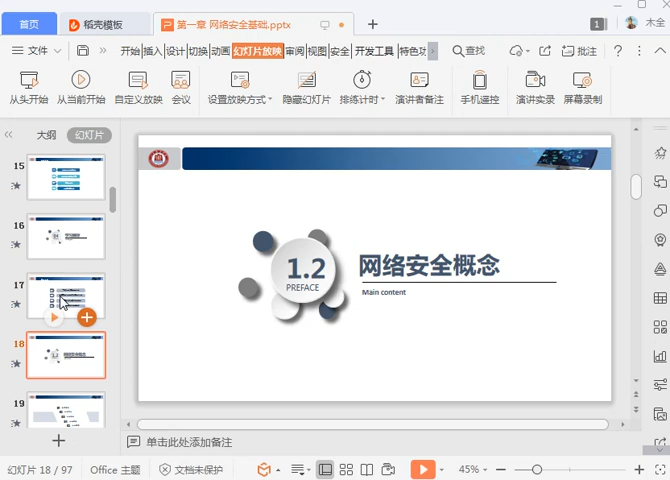 首页
稻壳模板
第一章 网络安全基础.pptx
1
木全
文件
开始 插入 设计 切换 动画 幻灯片放映 审阅 视图 安全 开发工具 特色功
查找
批注
从头开始
从当前开始
自定义放映
会议
设置放映方式
隐藏幻灯片
排练计时
演讲者备注
手机遥控
演讲实录
屏幕录制
大纲
幻灯片
15
16
17
18
19
1.2
PREFACE
网络安全概念
Main content
单击此处添加备注
幻灯片 18 / 97
Office 主题
文档未保护
45%